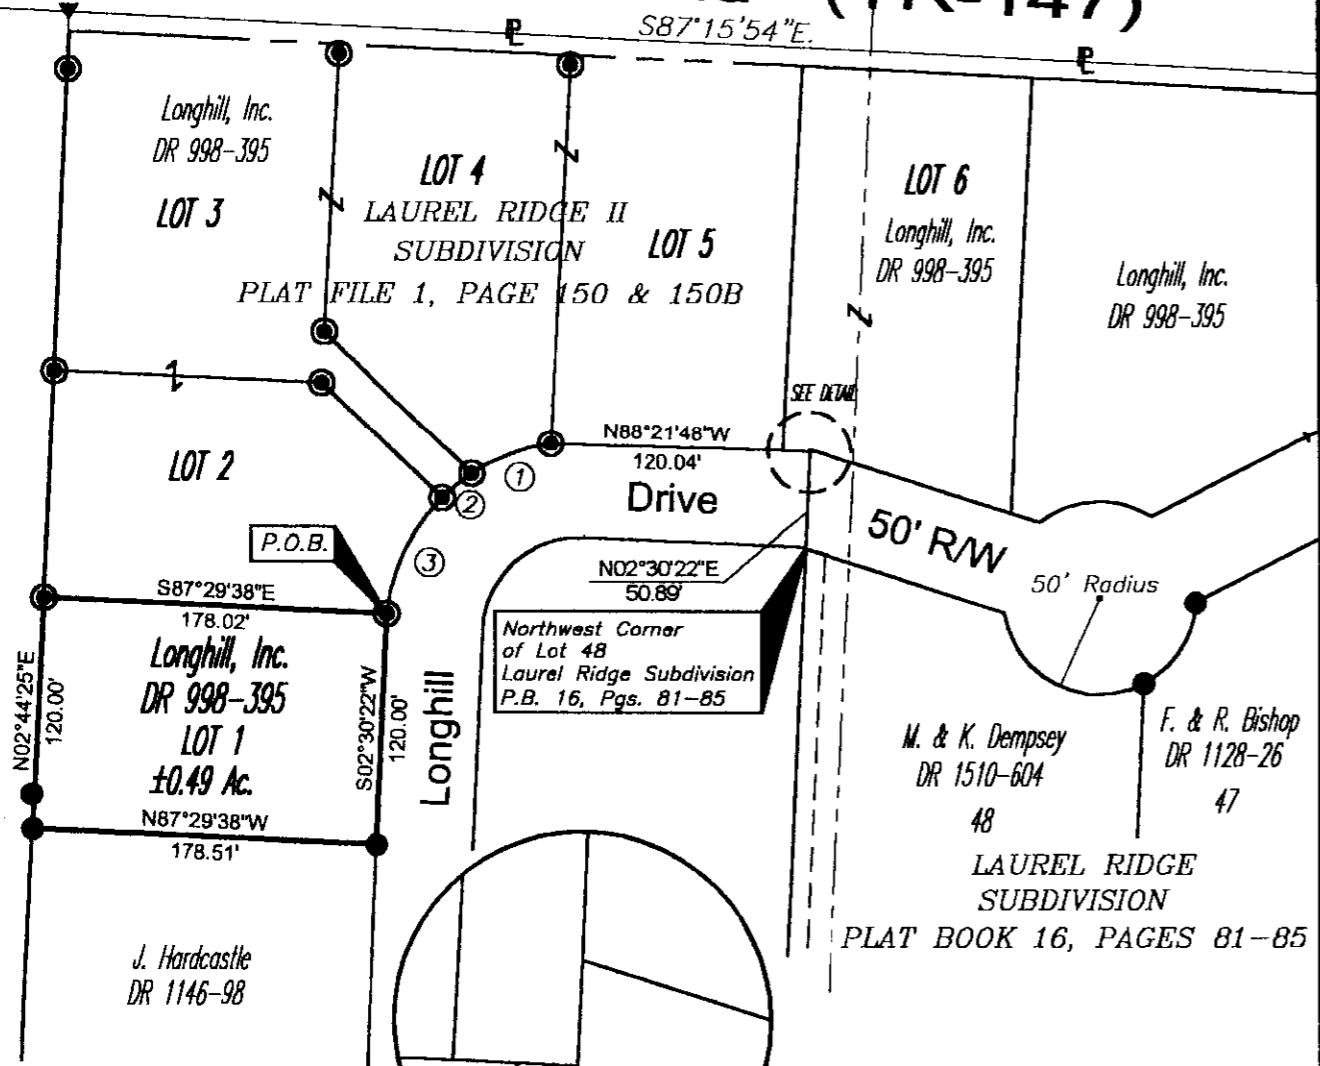 (TR-147)
S87°15'54"E.
Longhill, Inc.
DR 998-395
LOT 3
LOT 4
LAUREL RIDGE II
SUBDIVISION
PLAT FILE 1, PAGE 150 & 150B
LOT 5
LOT 6
Longhill, Inc.
DR 998-395
Longhill, Inc.
DR 998-395
SEE DETAIL
LOT 2
N88°21'48"W
120.04'
Drive
50' R/W
50' Radius
1
2
3
P.O.B.
N02°30'22"E
50.89'
Northwest Corner
of Lot 48
Laurel Ridge Subdivision
P.B. 16, Pgs. 81-85
S87°29'38"E
178.02'
Longhill, Inc.
DR 998-395
LOT 1
±0.49 Ac.
N02°44'25"E
120.00'
S02°30'22"W
120.00'
Longhill
N87°29'38"W
178.51'
M. & K. Dempsey
DR 1510-604
48
F. & R. Bishop
DR 1128-26
47
LAUREL RIDGE
SUBDIVISION
PLAT BOOK 16, PAGES 81-85
J. Hardcastle
DR 1146-98